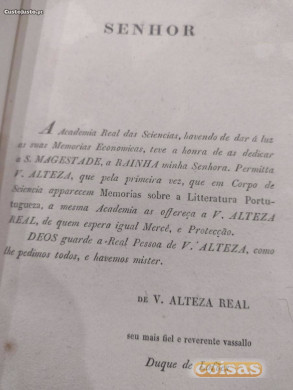 CustoJusto.pt
SENHOR
A Academia Real das Sciencias, havendo de dar á luz
as suas Memorias Economicas, teve a honra de as dedicar
a S. MAGESTADE, a RAINHA minha Senhora. Permitta
V. ALTEZA, que pela primeira vez, que em Corpo de
Sciencia apparecem Memorias sobre a Litteratura Portu-
gueza, a mesma Academia as offereça a V. ALTEZA
REAL, de quem espera igual Mercê, e Protecção.
DEOS guarde a Real Pessoa de V. ALTEZA, como
lhe pedimos todos, e havemos mister.
DE V. ALTEZA REAL
seu mais fiel e reverente vassallo
Duque de
coisas